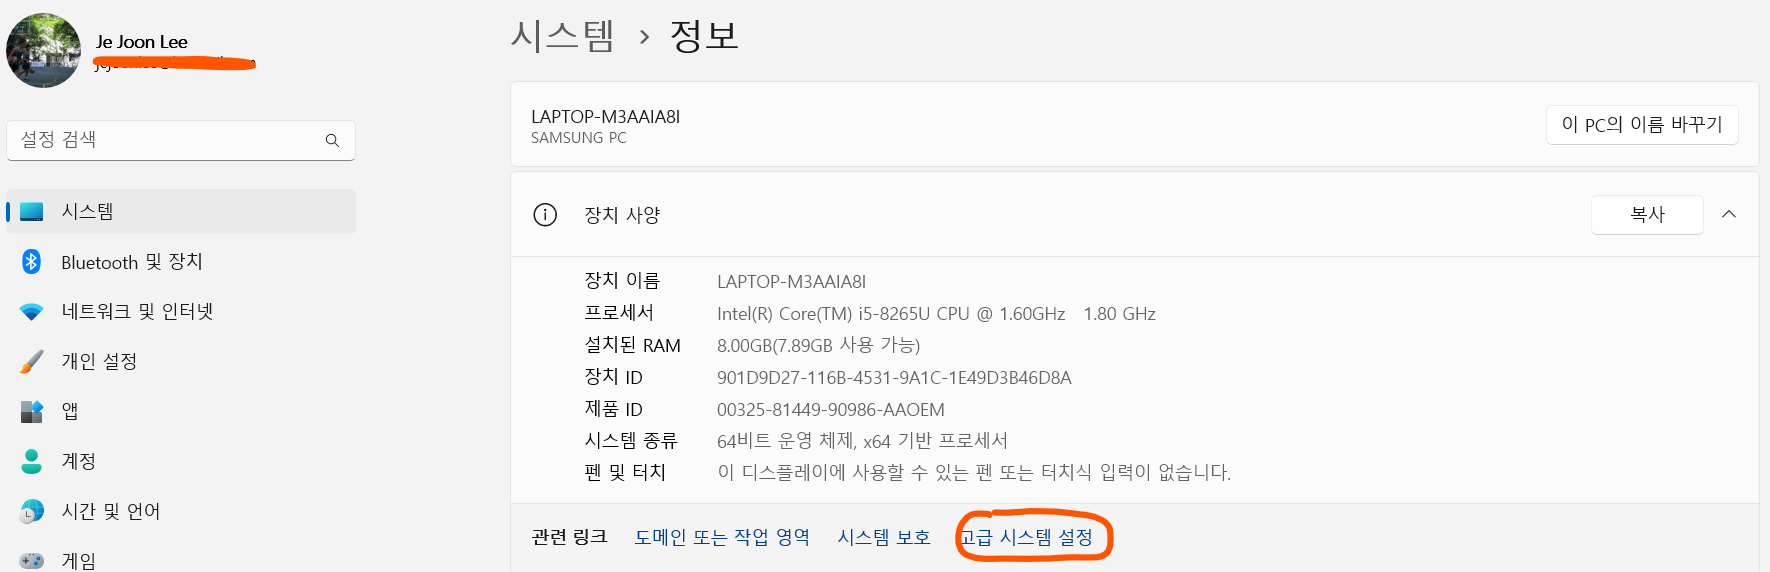 시스템 > 정보
Je Joon Lee
LAPTOP-M3AAIA8I
SAMSUNG PC
이 PC의 이름 바꾸기
설정 검색
장치 사양
복사
시스템
Bluetooth 및 장치
네트워크 및 인터넷
개인 설정
앱
계정
시간 및 언어
게임
장치 이름 LAPTOP-M3AAIA8I
프로세서 Intel(R) Core(TM) i5-8265U CPU @ 1.60GHz 1.80 GHz
설치된 RAM 8.00GB(7.89GB 사용 가능)
장치 ID 901D9D27-116B-4531-9A1C-1E49D3B46D8A
제품 ID 00325-81449-90986-AAOEM
시스템 종류 64비트 운영 체제, x64 기반 프로세서
펜 및 터치 이 디스플레이에 사용할 수 있는 펜 또는 터치식 입력이 없습니다.
관련 링크 도메인 또는 작업 영역 시스템 보호 고급 시스템 설정